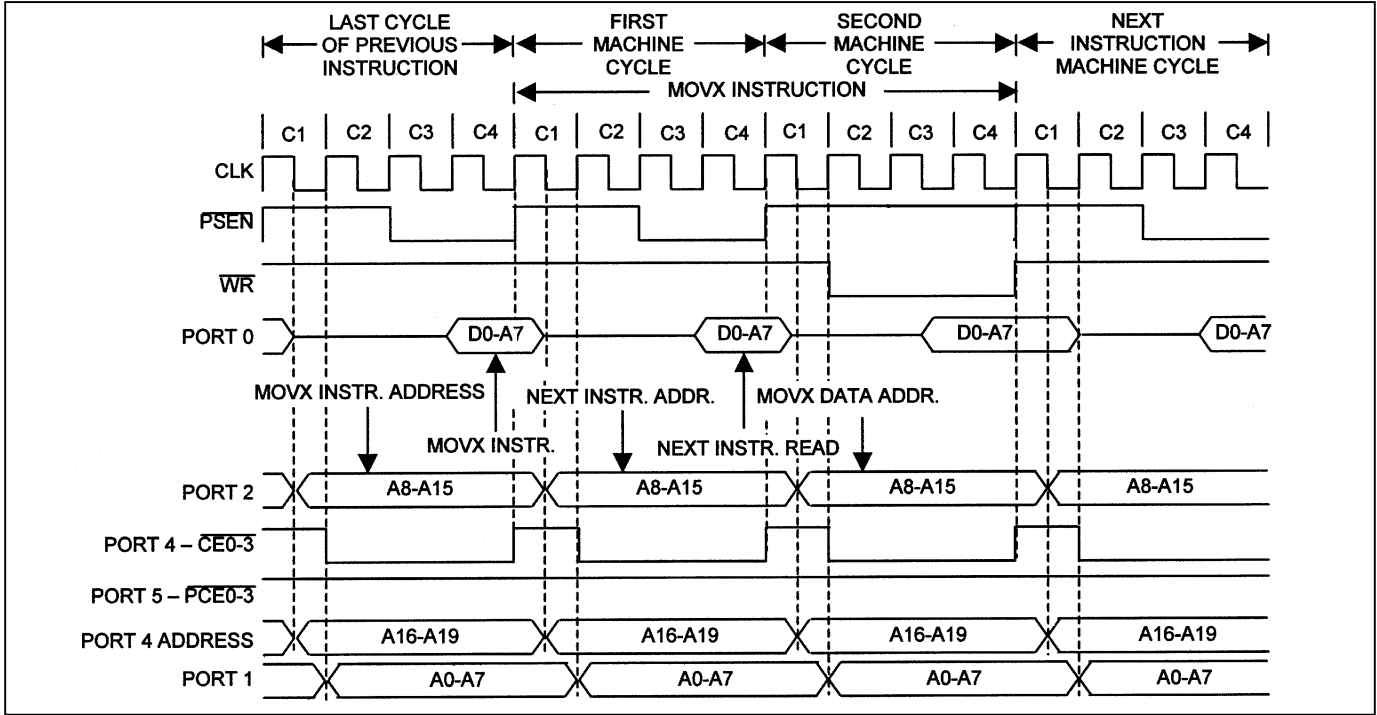 LAST CYCLE OF PREVIOUS INSTRUCTION
FIRST MACHINE CYCLE
SECOND MACHINE CYCLE
NEXT INSTRUCTION MACHINE CYCLE
MOVX INSTRUCTION
C1 C2 C3 C4 C1 C2 C3 C4 C1 C2 C3 C4 C1 C2 C3 C4
CLK
PSEN
WR
PORT 0 D0-A7 D0-A7 D0-A7 D0-A7
MOVX INSTR. ADDRESS NEXT INSTR. ADDR. MOVX DATA ADDR.
MOVX INSTR. NEXT INSTR. READ
PORT 2 A8-A15 A8-A15 A8-A15 A8-A15
PORT 4 – CE0-3
PORT 5 – PCE0-3
PORT 4 ADDRESS A16-A19 A16-A19 A16-A19 A16-A19
PORT 1 A0-A7 A0-A7 A0-A7 A0-A7